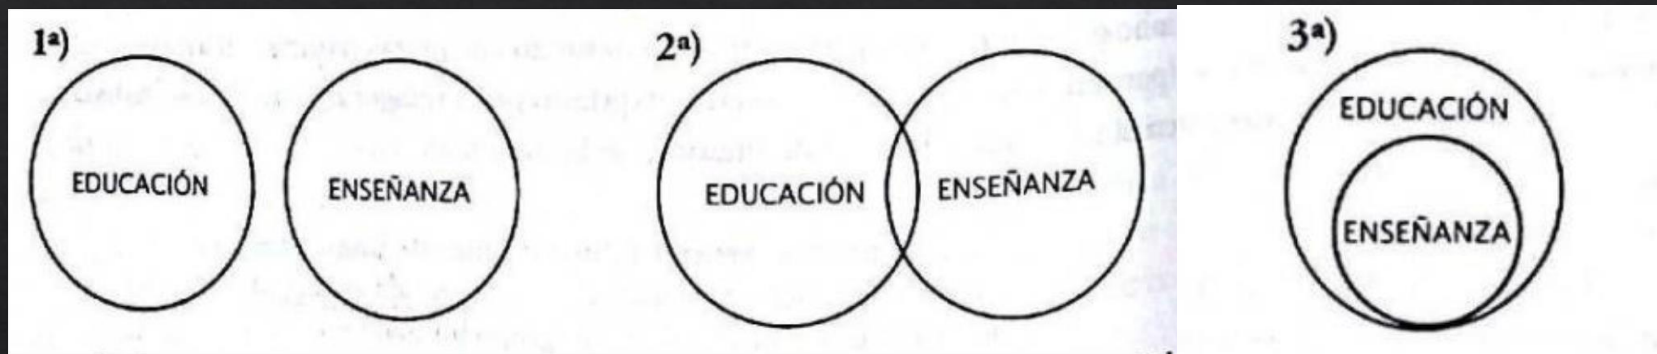 1ª)
EDUCACIÓN
ENSEÑANZA
2ª)
EDUCACIÓN
ENSEÑANZA
3ª)
EDUCACIÓN
ENSEÑANZA